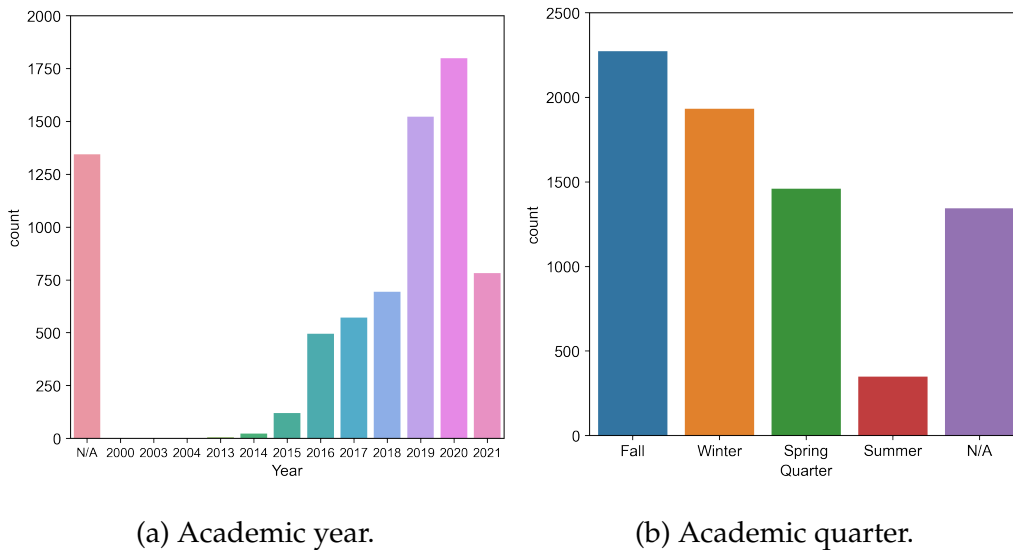 2000
1750
1500
1250
1000
750
500
250
0
count
N/A 2000 2003 2004 2013 2014 2015 2016 2017 2018 2019 2020 2021
Year
(a) Academic year.
2500
2000
1500
1000
500
0
count
Fall Winter Spring Summer N/A
Quarter
(b) Academic quarter.